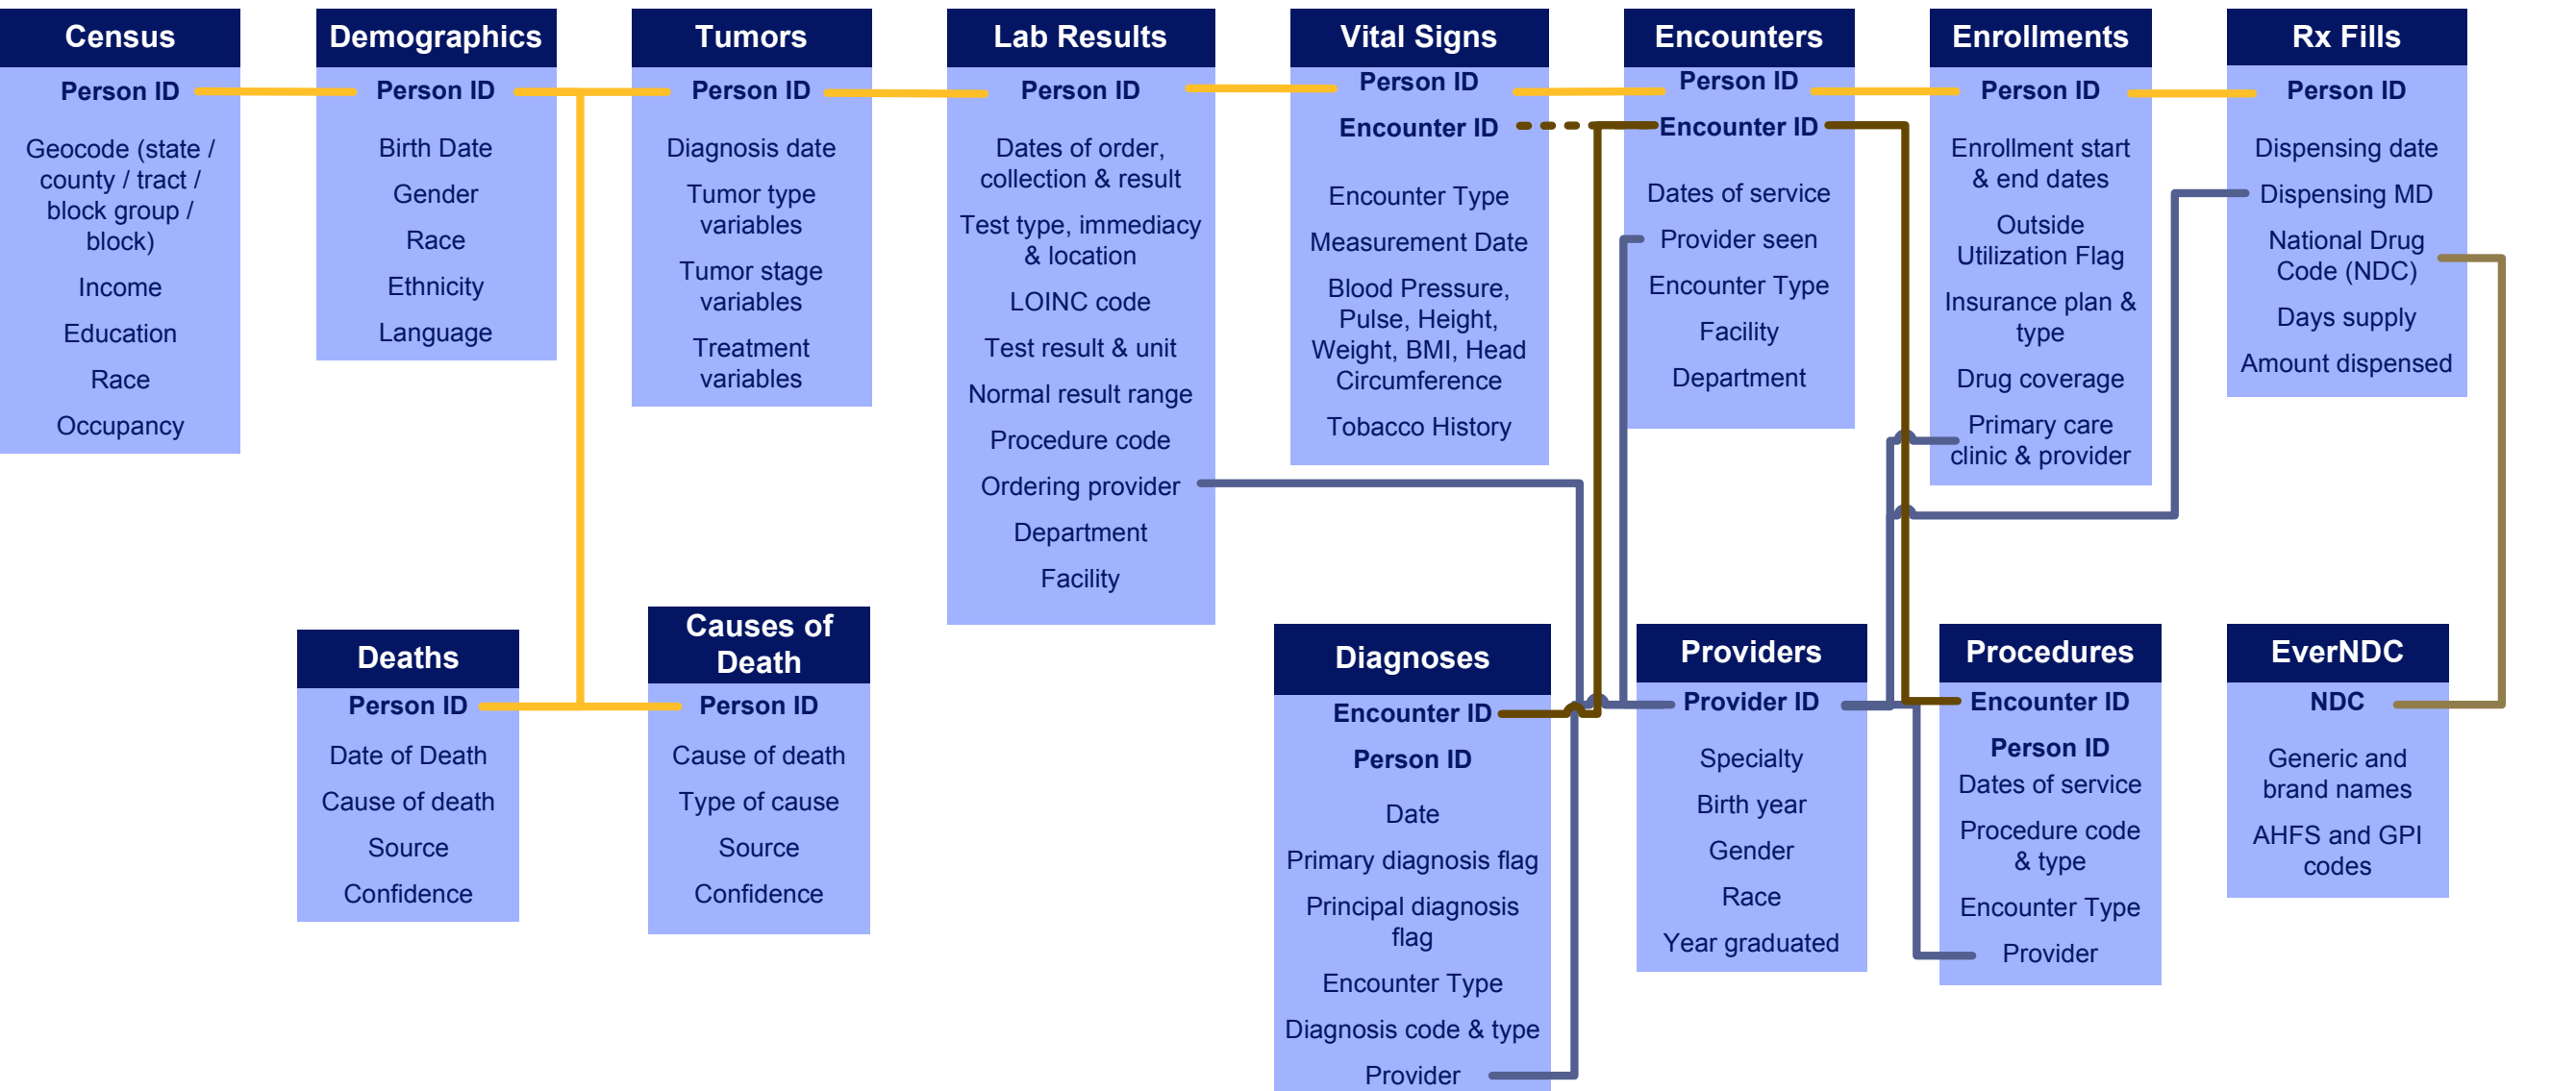 Census
Person ID
Geocode (state /
county / tract /
block group /
block)
Income
Education
Race
Occupancy
Demographics
Person ID
Birth Date
Gender
Race
Ethnicity
Language
Tumors
Person ID
Diagnosis date
Tumor type
variables
Tumor stage
variables
Treatment
variables
Lab Results
Person ID
Dates of order,
collection & result
Test type, immediacy
& location
LOINC code
Test result & unit
Normal result range
Procedure code
Ordering provider
Department
Facility
Vital Signs
Person ID
Encounter ID
Encounter Type
Measurement Date
Blood Pressure,
Pulse, Height,
Weight, BMI, Head
Circumference
Tobacco History
Encounters
Person ID
Encounter ID
Dates of service
Provider seen
Encounter Type
Facility
Department
Enrollments
Person ID
Enrollment start
& end dates
Outside
Utilization Flag
Insurance plan &
type
Drug coverage
Primary care
clinic & provider
Rx Fills
Person ID
Dispensing date
Dispensing MD
National Drug
Code (NDC)
Days supply
Amount dispensed
Deaths
Person ID
Date of Death
Cause of death
Source
Confidence
Causes of
Death
Person ID
Cause of death
Type of cause
Source
Confidence
Diagnoses
Encounter ID
Person ID
Date
Primary diagnosis flag
Principal diagnosis
flag
Encounter Type
Diagnosis code & type
Provider
Providers
Provider ID
Specialty
Birth year
Gender
Race
Year graduated
Procedures
Encounter ID
Person ID
Dates of service
Procedure code
& type
Encounter Type
Provider
EverNDC
NDC
Generic and
brand names
AHFS and GPI
codes